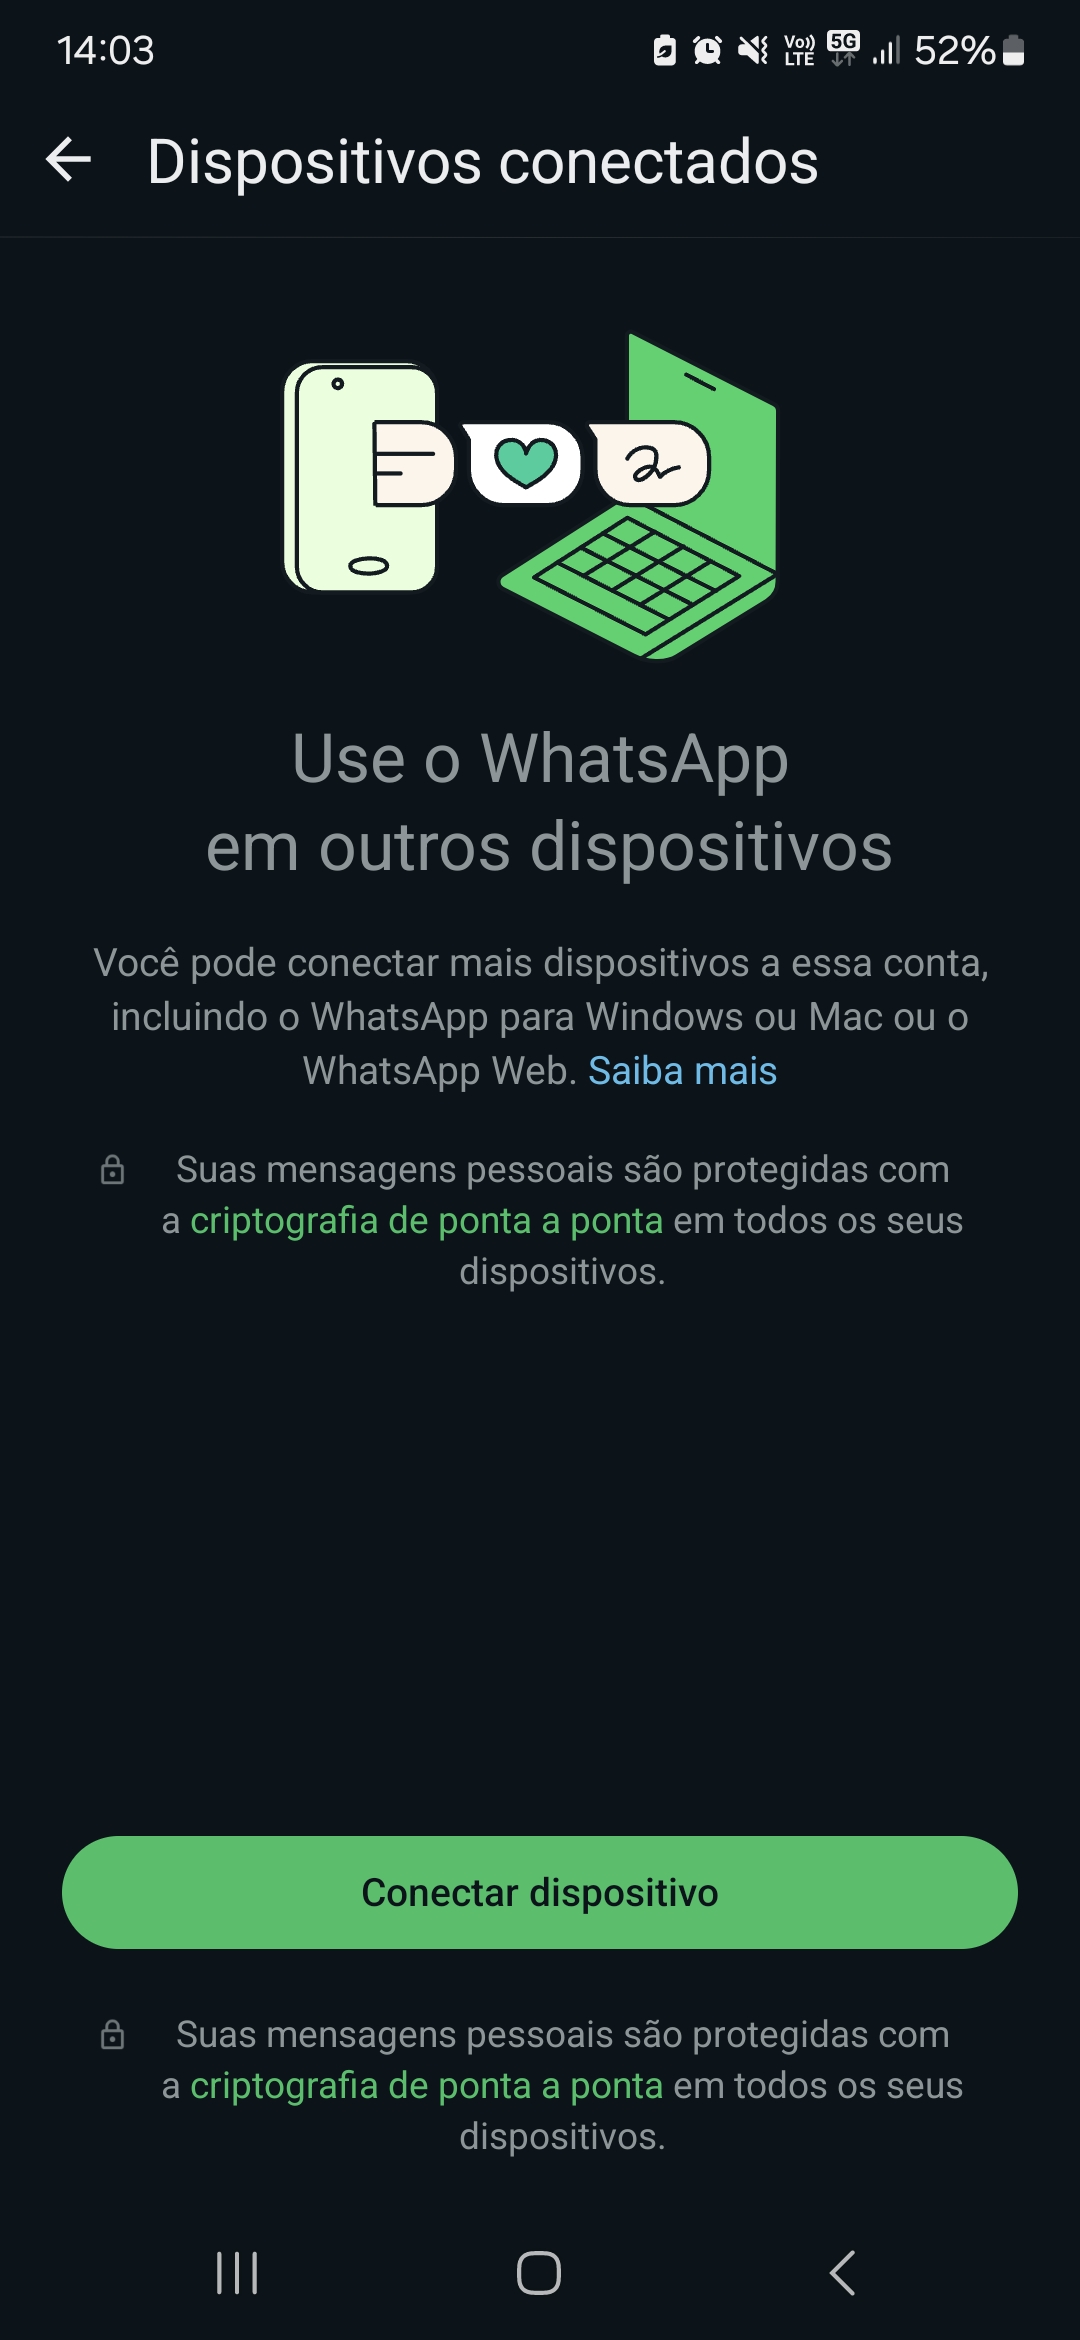 14:03
Vo)) LTE 5G 52%
Dispositivos conectados
Use o WhatsApp
em outros dispositivos
Você pode conectar mais dispositivos a essa conta,
incluindo o WhatsApp para Windows ou Mac ou o
WhatsApp Web. Saiba mais
Suas mensagens pessoais são protegidas com
a criptografia de ponta a ponta em todos os seus
dispositivos.
Conectar dispositivo
Suas mensagens pessoais são protegidas com
a criptografia de ponta a ponta em todos os seus
dispositivos.